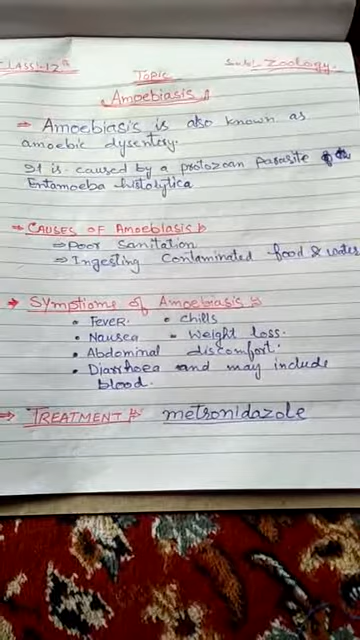 CLASS:-12th Sub:- Zoology.
Topic
Amoebiasis
⇒ Amoebiasis is also known as
amoebic dysentery.
It is caused by a protozoan parasite
Entamoeba histolytica
→ CAUSES OF Amoebiasis
⇒ Poor Sanitation
⇒ Ingesting Contaminated food & water
→ Symptioms of Amoebiasis
• Fever. • chills
• Nausea • Weight loss.
• Abdominal discomfort.
• Diarrhoea and may include
blood.
⇒ TREATMENT metronidazole